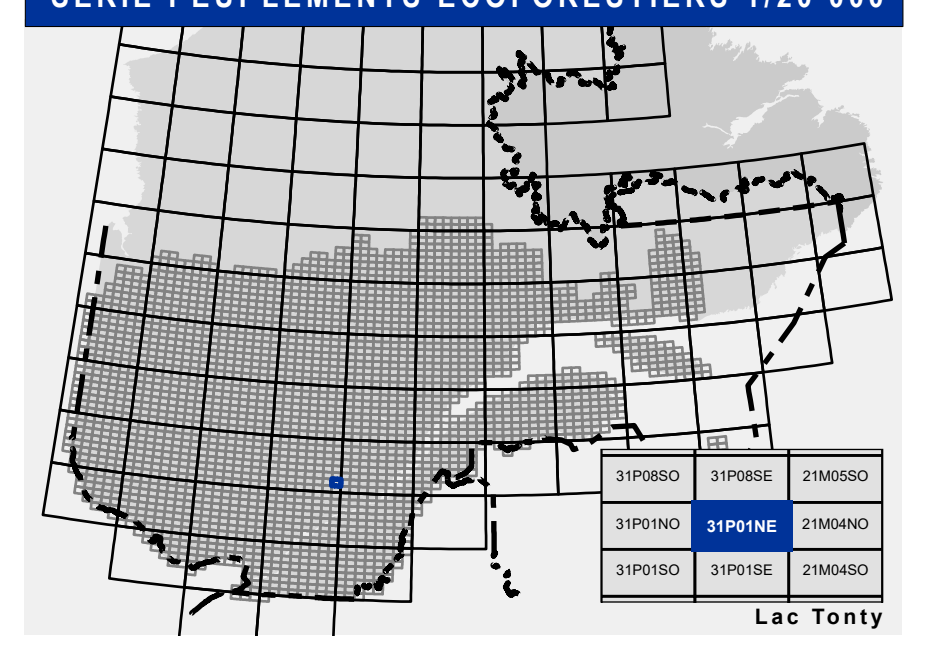 SÉRIE PEUPLEMENTS ÉCOFORESTIERS 1/20 000
31P08SO 31P08SE 21M05SO
31P01NO 31P01NE 21M04NO
31P01SO 31P01SE 21M04SO
Lac Tonty